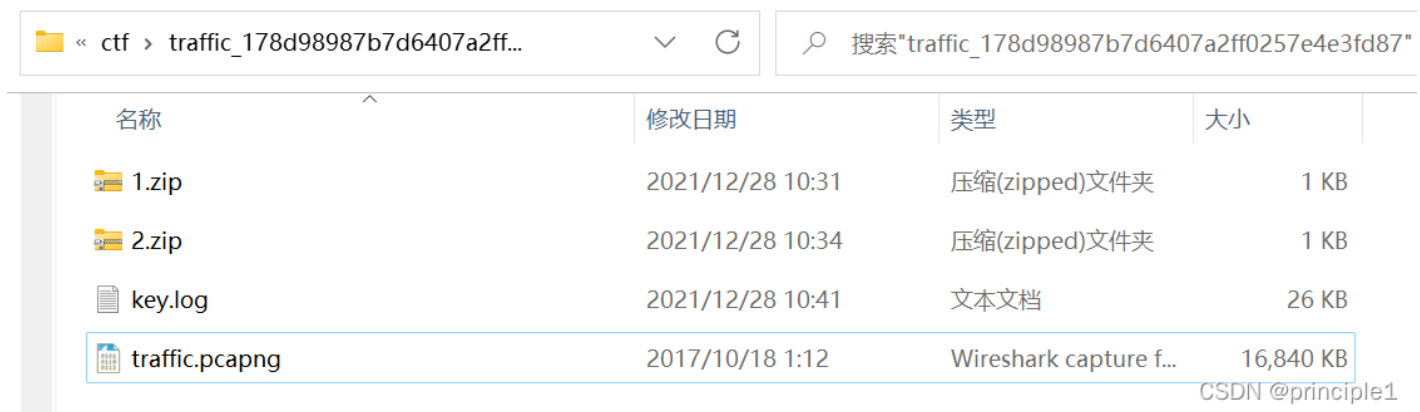 « ctf › traffic_178d98987b7d6407a2ff... 搜索"traffic_178d98987b7d6407a2ff0257e4e3fd87"
名称 修改日期 类型 大小
1.zip 2021/12/28 10:31 压缩(zipped)文件夹 1 KB
2.zip 2021/12/28 10:34 压缩(zipped)文件夹 1 KB
key.log 2021/12/28 10:41 文本文档 26 KB
traffic.pcapng 2017/10/18 1:12 Wireshark capture f... 16,840 KB
CSDN @principle1